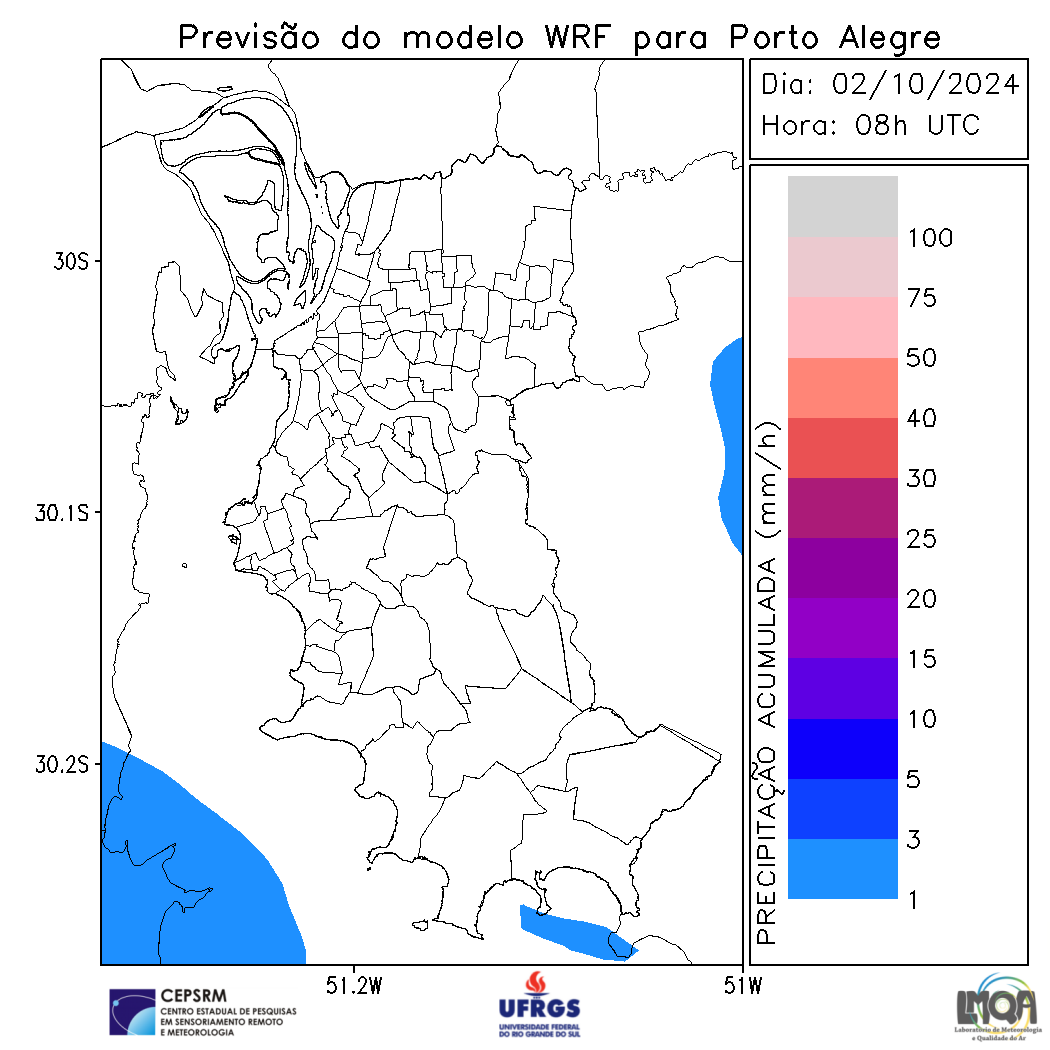 Previsão do modelo WRF para Porto Alegre
Dia: 02/10/2024
Hora: 08h UTC
30S
30.1S
30.2S
51.2W
51W
PRECIPITAÇÃO ACUMULADA (mm/h)
100
75
50
40
30
25
20
15
10
5
3
1
CEPSRM
CENTRO ESTADUAL DE PESQUISAS
EM SENSORIAMENTO REMOTO
E METEOROLOGIA
UFRGS
UNIVERSIDADE FEDERAL
DO RIO GRANDE DO SUL
LMQA
Laboratório de Meteorologia
e Qualidade do Ar